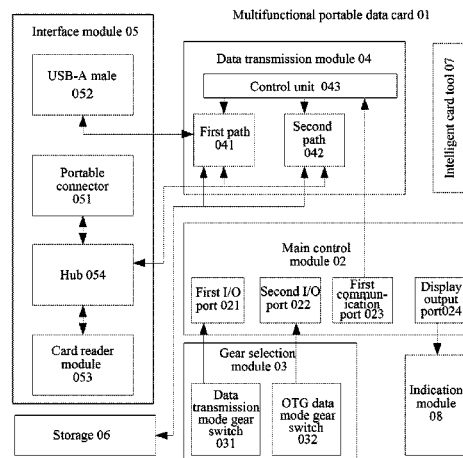 Multifunctional portable data card 01
Interface module 05
USB-A male
052
Portable
connector
051
Hub 054
Card reader
module
053
Storage 06
Data transmission module 04
Control unit 043
First path
041
Second
path
042
Intelligent card tool 07
Main control
module 02
First I/O
port 021
Second I/O
port 022
First
commun-
ication
port 023
Display
output
port024
Gear selection
module 03
Data
transmission
mode gear
switch
031
OTG data
mode gear
switch
032
Indication
module
08